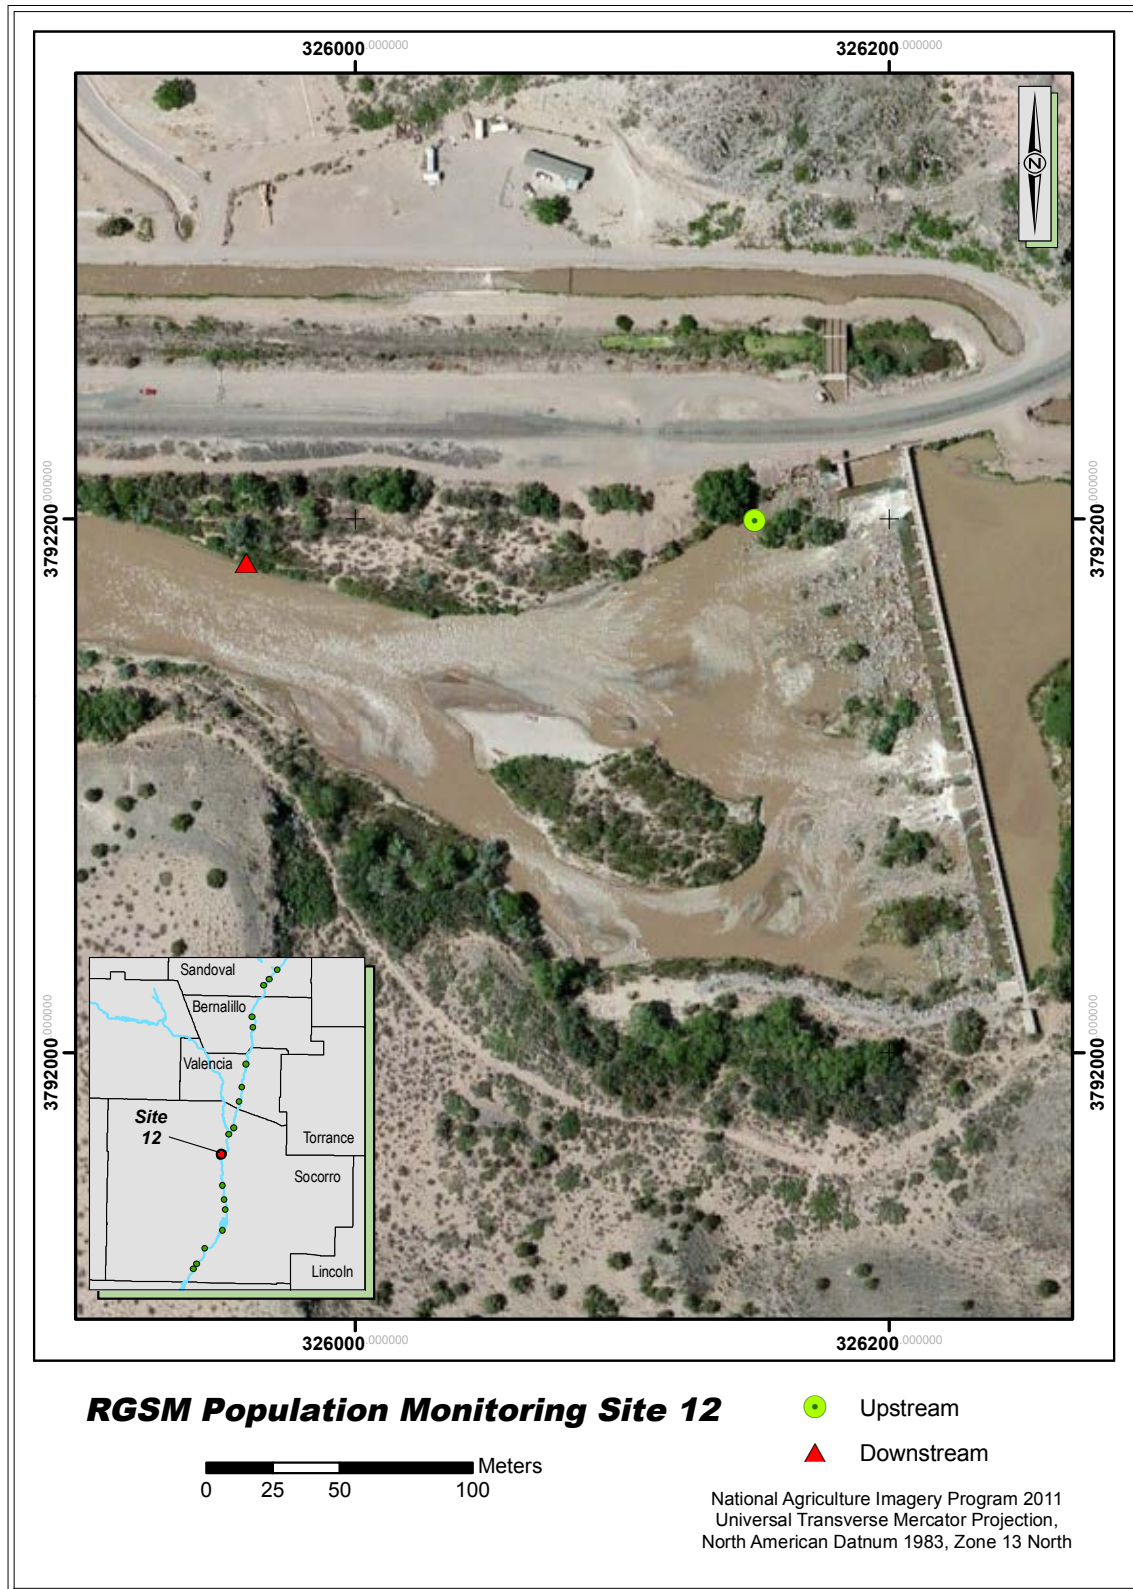 326000.000000
326200.000000
N
3792200.000000
3792200.000000
3792000.000000
3792000.000000
Sandoval
Bernalillo
Valencia
Site
12
Torrance
Socorro
Lincoln
326000.000000
326200.000000
RGSM Population Monitoring Site 12
Upstream
Downstream
Meters
0 25 50 100
National Agriculture Imagery Program 2011
Universal Transverse Mercator Projection,
North American Datnum 1983, Zone 13 North